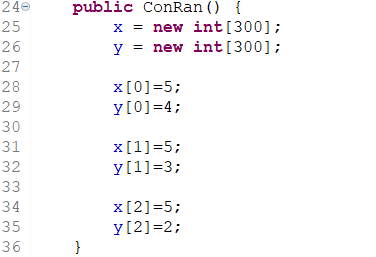 24 public ConRan() {
25 x = new int[300];
26 y = new int[300];
27
28 x[0]=5;
29 y[0]=4;
30
31 x[1]=5;
32 y[1]=3;
33
34 x[2]=5;
35 y[2]=2;
36 }